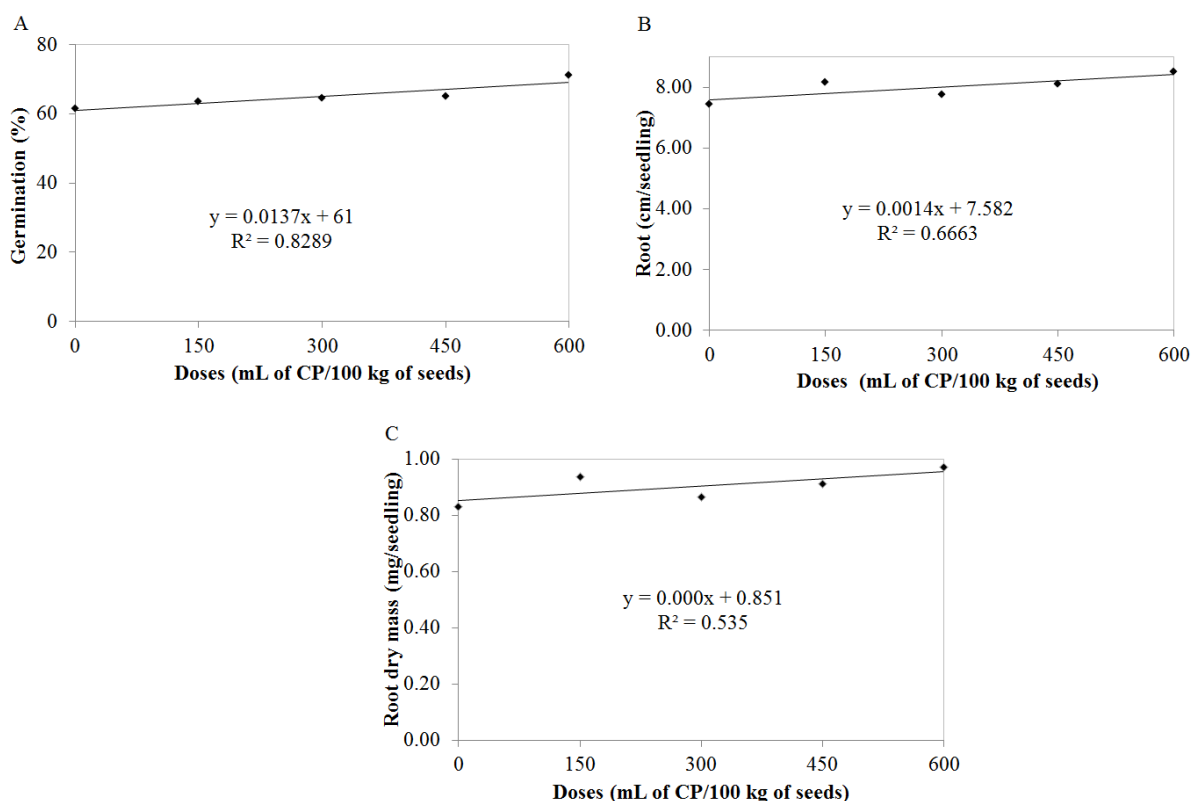 A
80
60
40
20
0
Germination (%)
y = 0.0137x + 61
R² = 0.8289
0 150 300 450 600
Doses (mL of CP/100 kg of seeds)
B
8.00
6.00
4.00
2.00
0.00
Root (cm/seedling)
y = 0.0014x + 7.582
R² = 0.6663
0 150 300 450 600
Doses (mL of CP/100 kg of seeds)
C
1.00
0.80
0.60
0.40
0.20
0.00
Root dry mass (mg/seedling)
y = 0.000x + 0.851
R² = 0.535
0 150 300 450 600
Doses (mL of CP/100 kg of seeds)